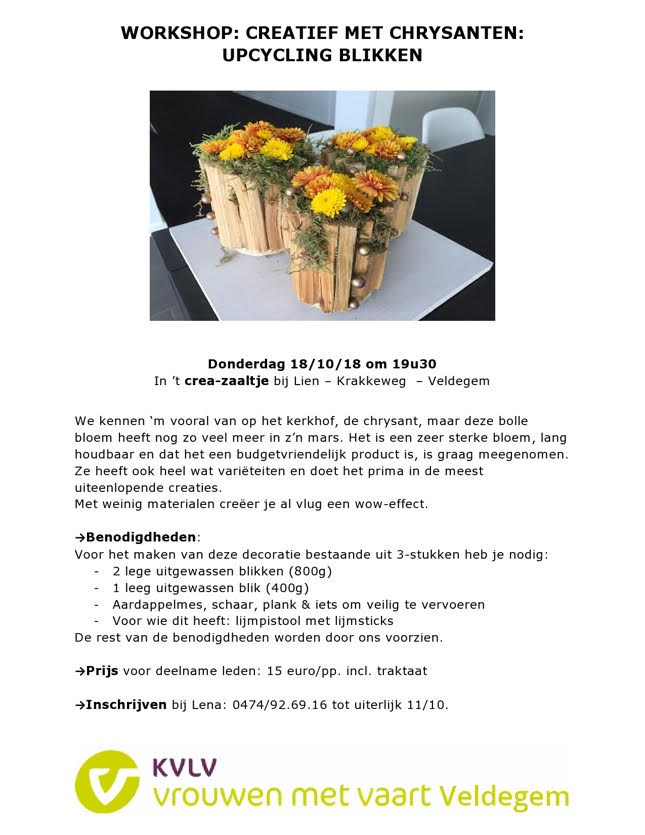 WORKSHOP: CREATIEF MET CHRYSANTEN:
UPCYCLING BLIKKEN
Donderdag 18/10/18 om 19u30
In ’t crea-zaaltje bij Lien – Krakkeweg – Veldegem
We kennen ‘m vooral van op het kerkhof, de chrysant, maar deze bolle
bloem heeft nog zo veel meer in z’n mars. Het is een zeer sterke bloem, lang
houdbaar en dat het een budgetvriendelijk product is, is graag meegenomen.
Ze heeft ook heel wat variëteiten en doet het prima in de meest
uiteenlopende creaties.
Met weinig materialen creëer je al vlug een wow-effect.
→Benodigdheden:
Voor het maken van deze decoratie bestaande uit 3-stukken heb je nodig:
- 2 lege uitgewassen blikken (800g)
- 1 leeg uitgewassen blik (400g)
- Aardappelmes, schaar, plank & iets om veilig te vervoeren
- Voor wie dit heeft: lijmpistool met lijmsticks
De rest van de benodigdheden worden door ons voorzien.
→Prijs voor deelname leden: 15 euro/pp. incl. traktaat
→Inschrijven bij Lena: 0474/92.69.16 tot uiterlijk 11/10.
KVLV
vrouwen met vaart Veldegem